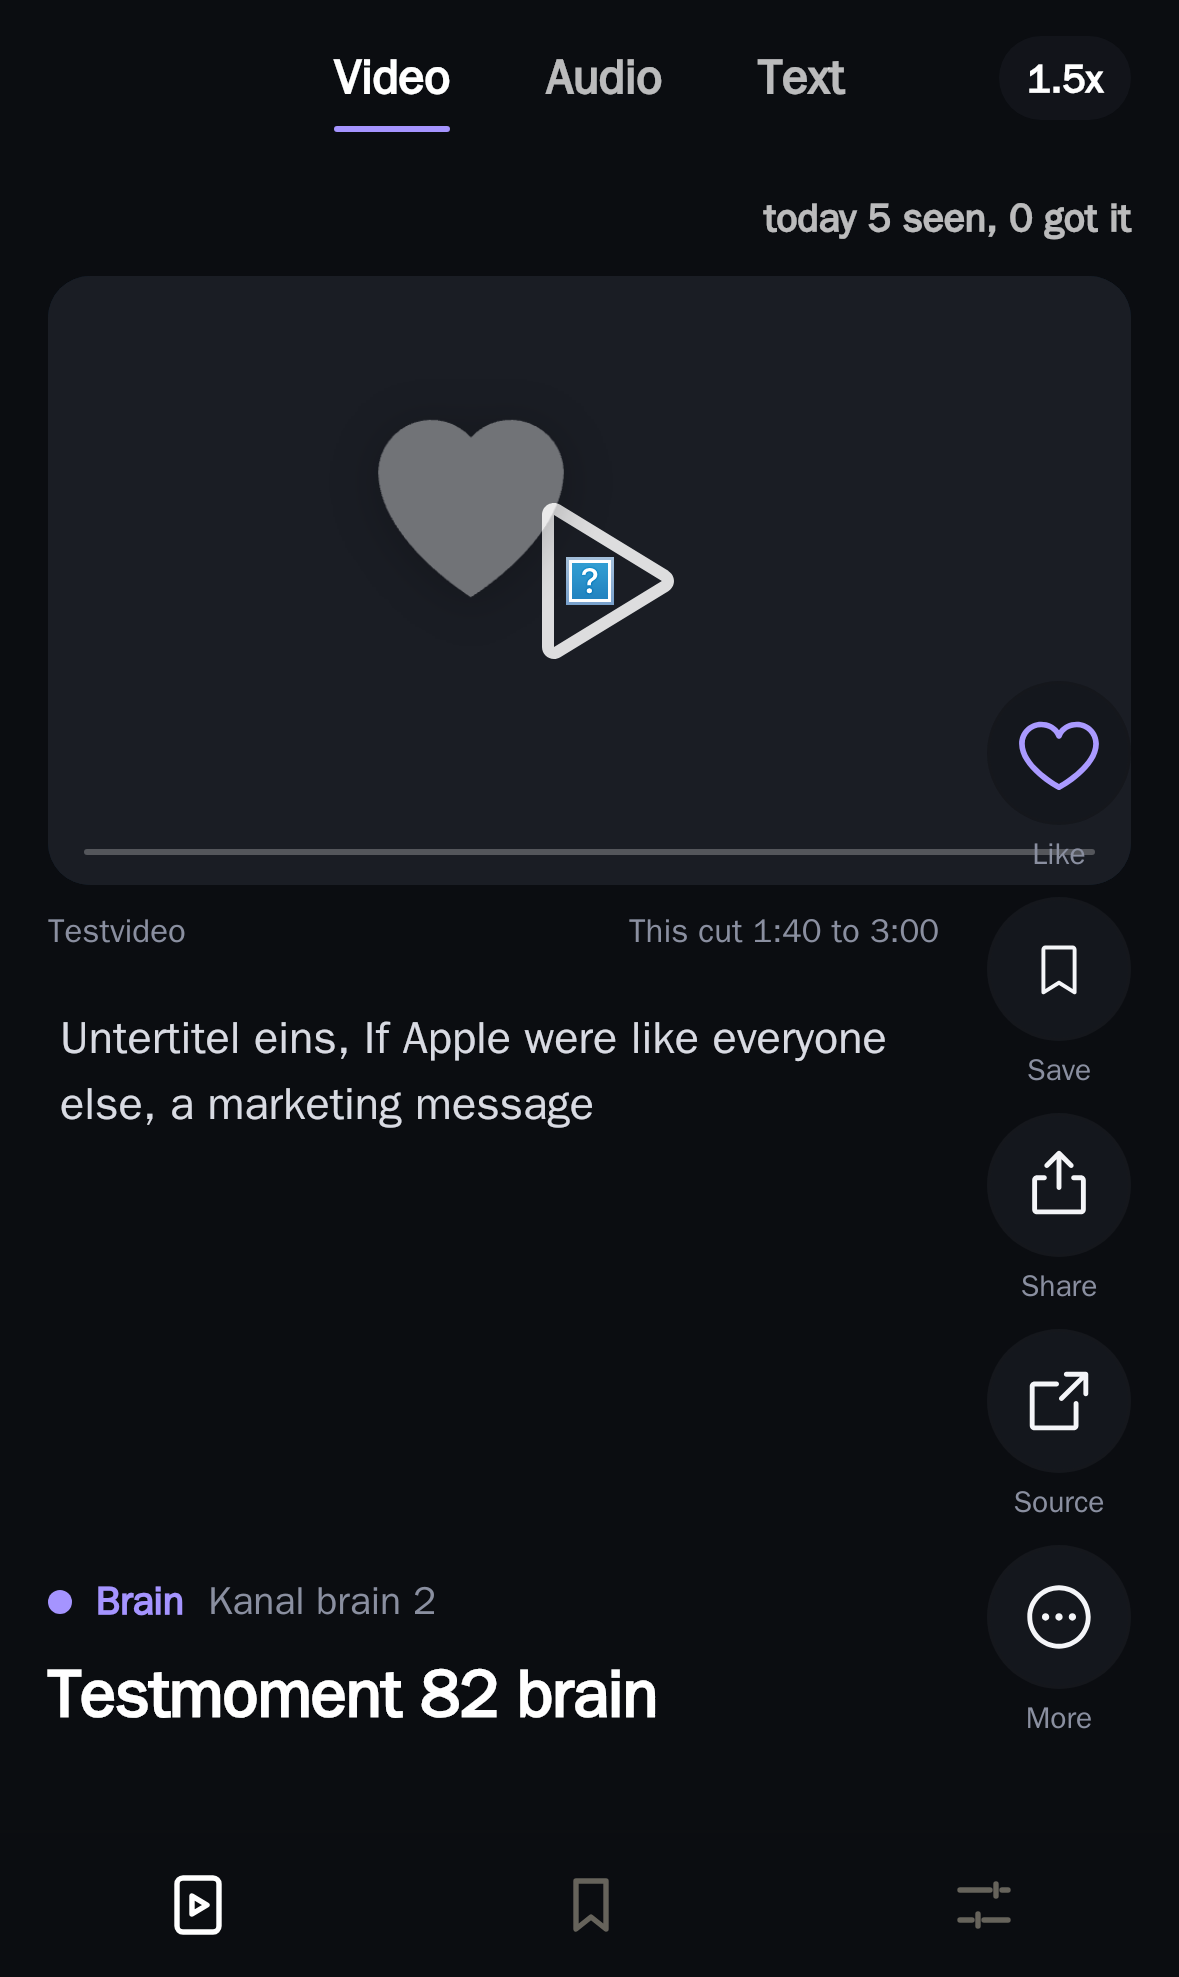 Video Audio Text 1.5x
today 5 seen, 0 got it
?
Like
Testvideo This cut 1:40 to 3:00
Save
Untertitel eins, If Apple were like everyone
else, a marketing message
Share
Source
Brain Kanal brain 2
Testmoment 82 brain
More